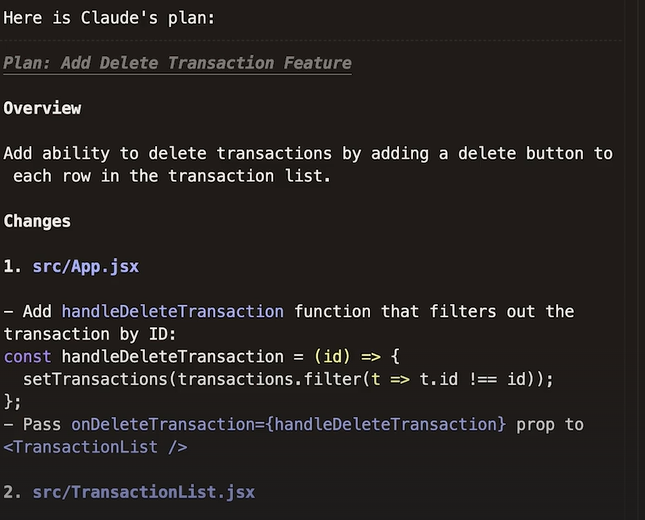 Here is Claude's plan:
Plan: Add Delete Transaction Feature
Overview
Add ability to delete transactions by adding a delete button to
each row in the transaction list.
Changes
1. src/App.jsx
– Add handleDeleteTransaction function that filters out the
transaction by ID:
const handleDeleteTransaction = (id) => {
  setTransactions(transactions.filter(t => t.id !== id));
};
– Pass onDeleteTransaction={handleDeleteTransaction} prop to
<TransactionList />
2. src/TransactionList.jsx